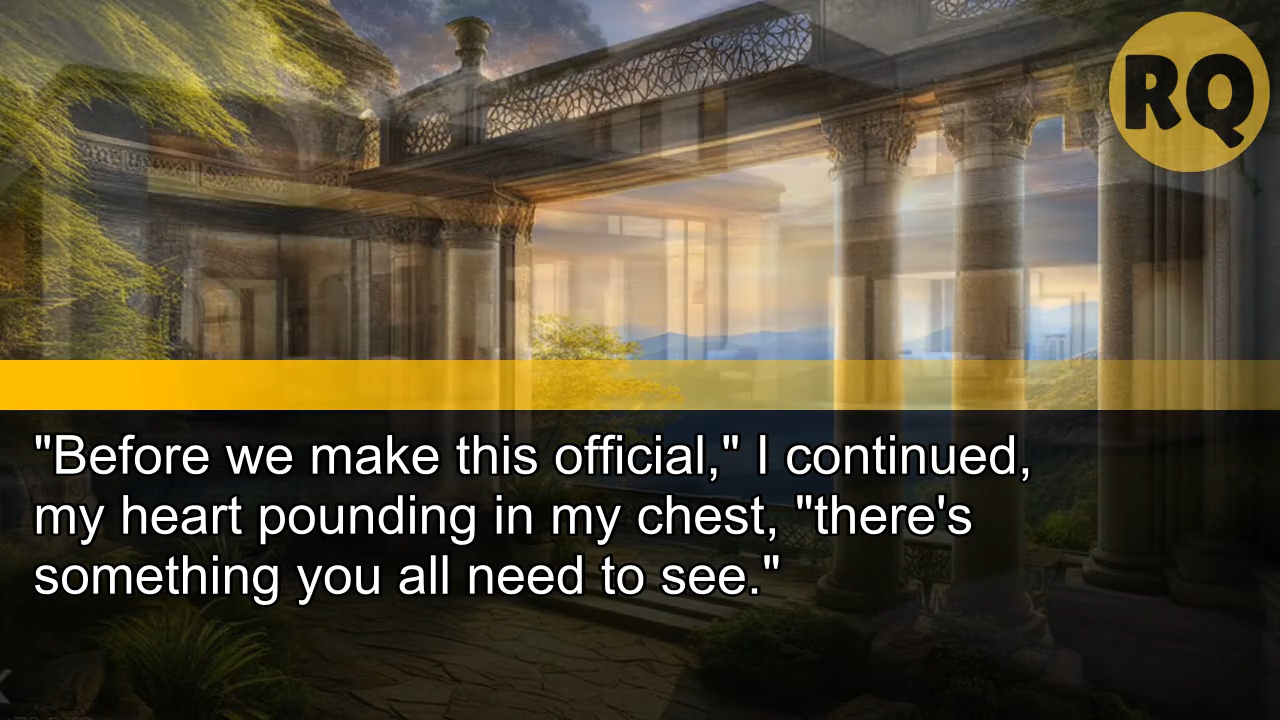 RQ
"Before we make this official," I continued,
my heart pounding in my chest, "there's
something you all need to see."